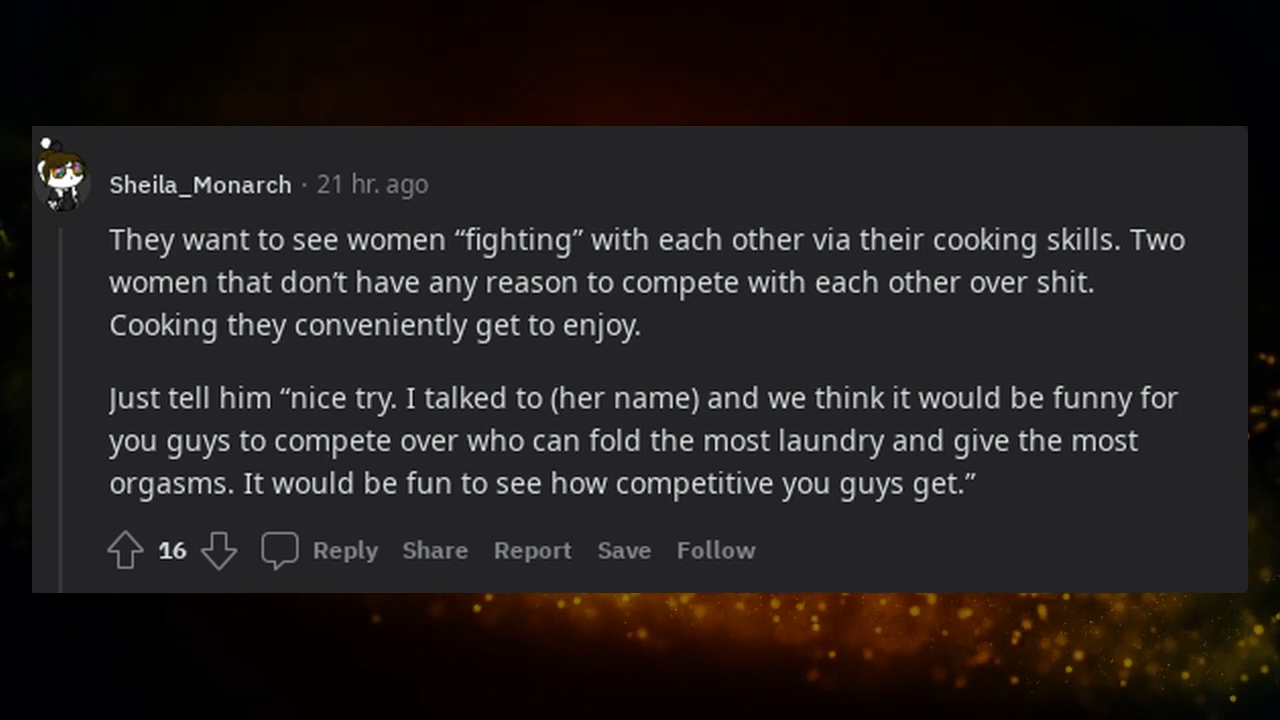 Sheila_Monarch · 21 hr. ago
They want to see women “fighting” with each other via their cooking skills. Two
women that don’t have any reason to compete with each other over shit.
Cooking they conveniently get to enjoy.
Just tell him “nice try. I talked to (her name) and we think it would be funny for
you guys to compete over who can fold the most laundry and give the most
orgasms. It would be fun to see how competitive you guys get.”
16 Reply Share Report Save Follow